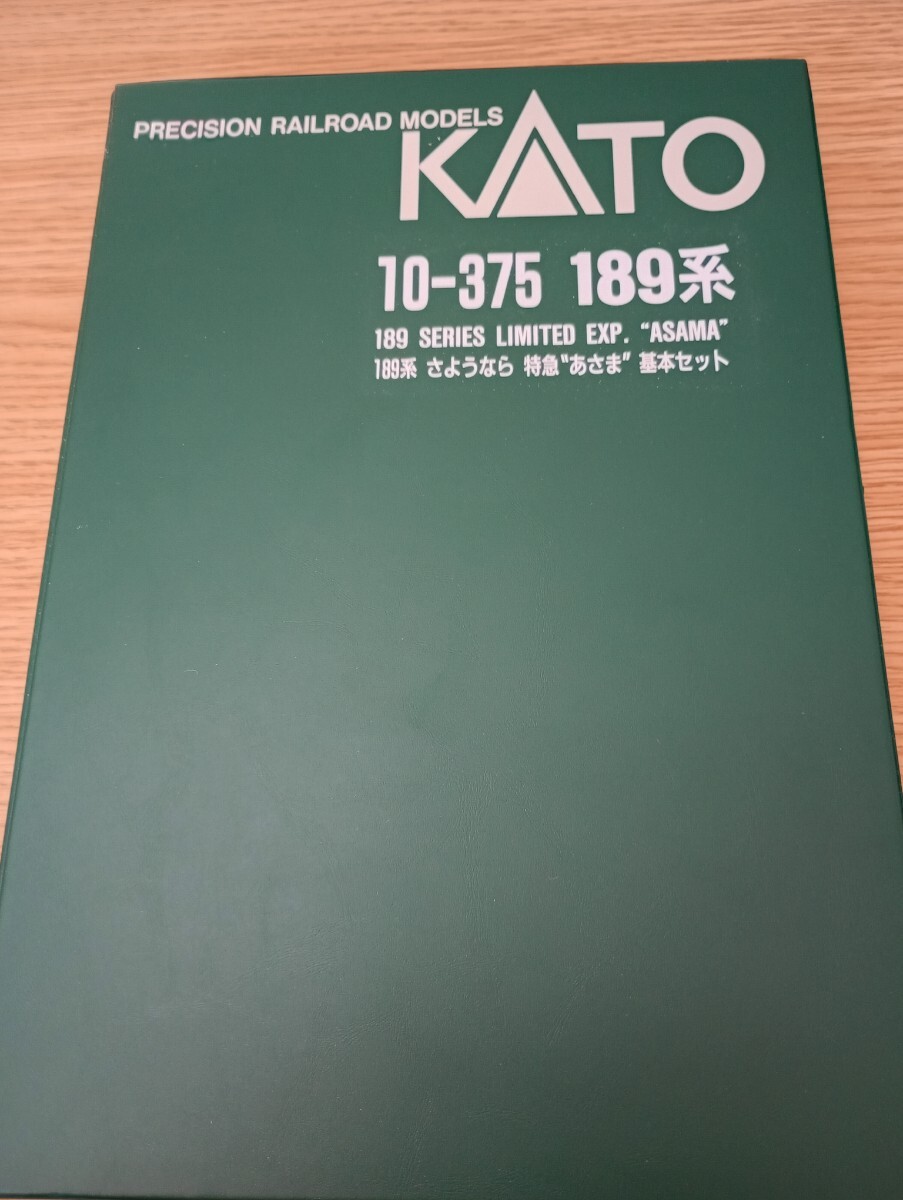 PRECISION RAILROAD MODELS
KATO
10-375 189系
189 SERIES LIMITED EXP. “ASAMA”
189系 さようなら 特急“あさま” 基本セット